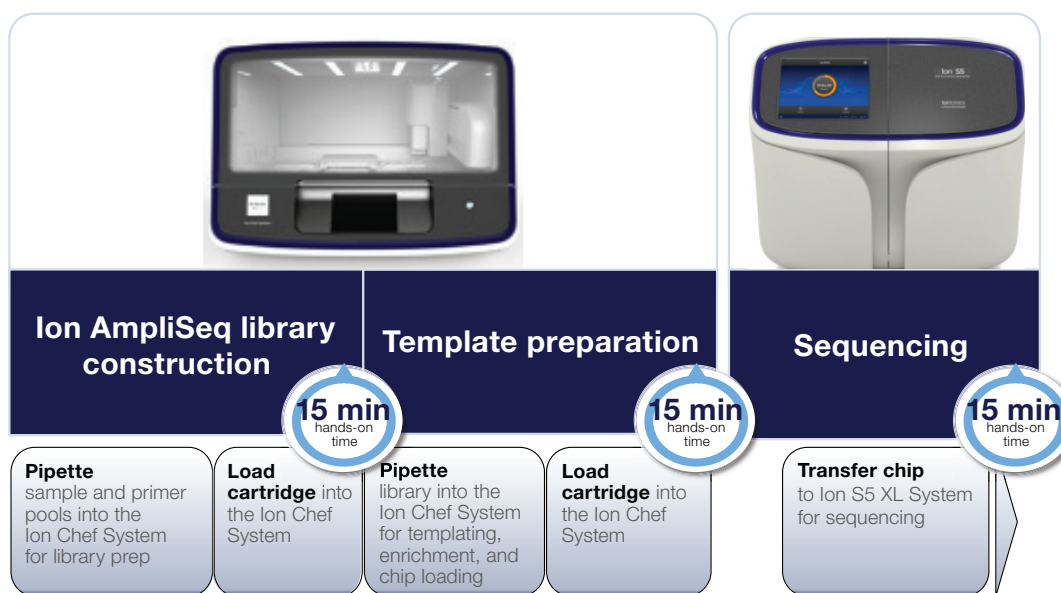 Ion S5
Ion AmpliSeq library
construction
Template preparation
Sequencing
15 min
hands-on
time
15 min
hands-on
time
15 min
hands-on
time
Pipette
sample and primer
pools into the
Ion Chef System
for library prep
Load
cartridge into
the Ion Chef
System
Pipette
library into the
Ion Chef System
for templating,
enrichment, and
chip loading
Load
cartridge into
the Ion Chef
System
Transfer chip
to Ion S5 XL System
for sequencing